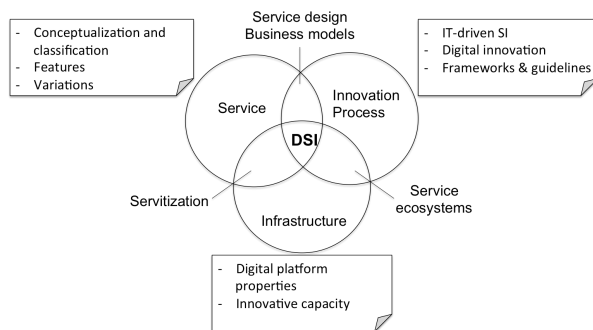 - Conceptualization and
classification
- Features
- Variations
Service design
Business models
- IT-driven SI
- Digital innovation
- Frameworks & guidelines
Service
Innovation
Process
DSI
Servitization
Service
ecosystems
Infrastructure
- Digital platform
properties
- Innovative capacity